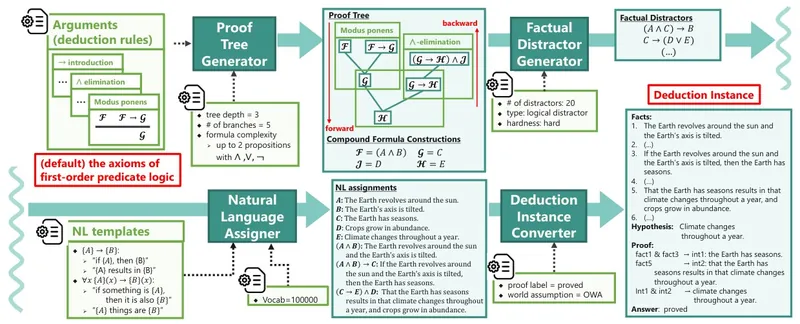 Arguments
(deduction rules)
→ introduction
...
∧ elimination
...
Modus ponens
ℱ ℱ → 𝒢
𝒢
(default) the axioms of
first-order predicate logic
Proof
Tree
Generator
◆ tree depth = 3
◆ # of branches = 5
◆ formula complexity
➢ up to 2 propositions
with ∧ ,∨, ¬
Proof Tree
backward
Modus ponens
∧-elimination
ℱ ℱ → 𝒢
(𝒢 → ℋ) ∧ 𝒥
𝒢
𝒢 → ℋ
ℋ
forward
Compound Formula Constructions
ℱ = (A ∧ B) 𝒢 = C
𝒥 = D ℋ = E
Factual
Distractor
Generator
◆ # of distractors: 20
◆ type: logical distractor
◆ hardness: hard
Factual Distractors
(A ∧ C) → B
C → (D ∨ E)
(...)
NL templates
◆ {A} → {B}:
➢ "if {A}, then {B}"
➢ "{A} results in {B}"
◆ ∀x {A}(x) → {B}(x):
➢ "if something is {A},
then it is also {B}"
➢ "{A} things are {B}"
Natural
Language
Assigner
◆ Vocab=100000
NL assignments
A: The Earth revolves around the sun.
B: The Earth's axis is tilted.
C: The Earth has seasons.
D: Crops grow in abundance.
E: Climate changes throughout a year.
(A ∧ B): The Earth revolves around the sun
and the Earth's axis is tilted.
(A ∧ B) → C: If the Earth revolves around
the sun and the Earth's axis is tilted,
then the Earth has seasons.
(C → E) ∧ D: That the Earth has seasons
results in that climate changes throughout
a year, and crops grow in abundance.
Deduction
Instance
Converter
◆ proof label = proved
◆ world assumption = OWA
Deduction Instance
Facts:
1. The Earth revolves around the sun and
the Earth's axis is tilted.
2. (...)
3. If the Earth revolves around the sun and
the Earth's axis is tilted, then the Earth has
seasons.
4. (...)
5. That the Earth has seasons results in that
climate changes throughout a year, and
crops grow in abundance.
6. (...)
Hypothesis: Climate changes
throughout a year.
Proof:
fact1 & fact3 → int1: the Earth has seasons.
fact5 → int2: that the Earth has
seasons results in that climate changes
throughout a year.
Int1 & int2 → climate changes
throughout a year.
Answer: proved